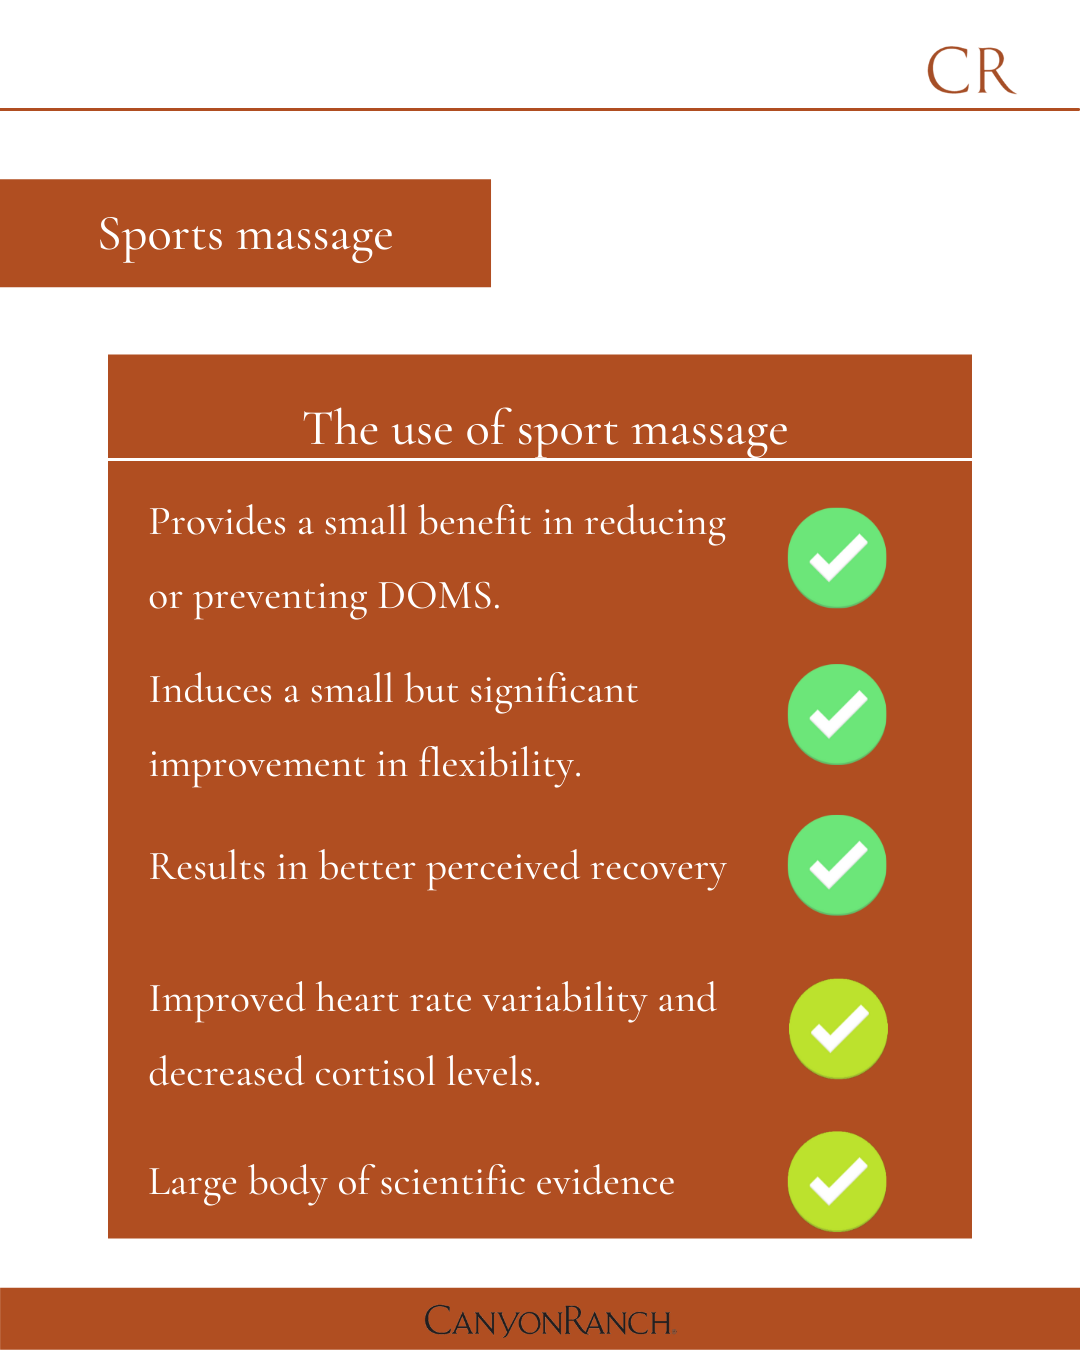 CR
Sports massage
The use of sport massage
Provides a small benefit in reducing
or preventing DOMS.
Induces a small but significant
improvement in flexibility.
Results in better perceived recovery
Improved heart rate variability and
decreased cortisol levels.
Large body of scientific evidence
CANYONRANCH